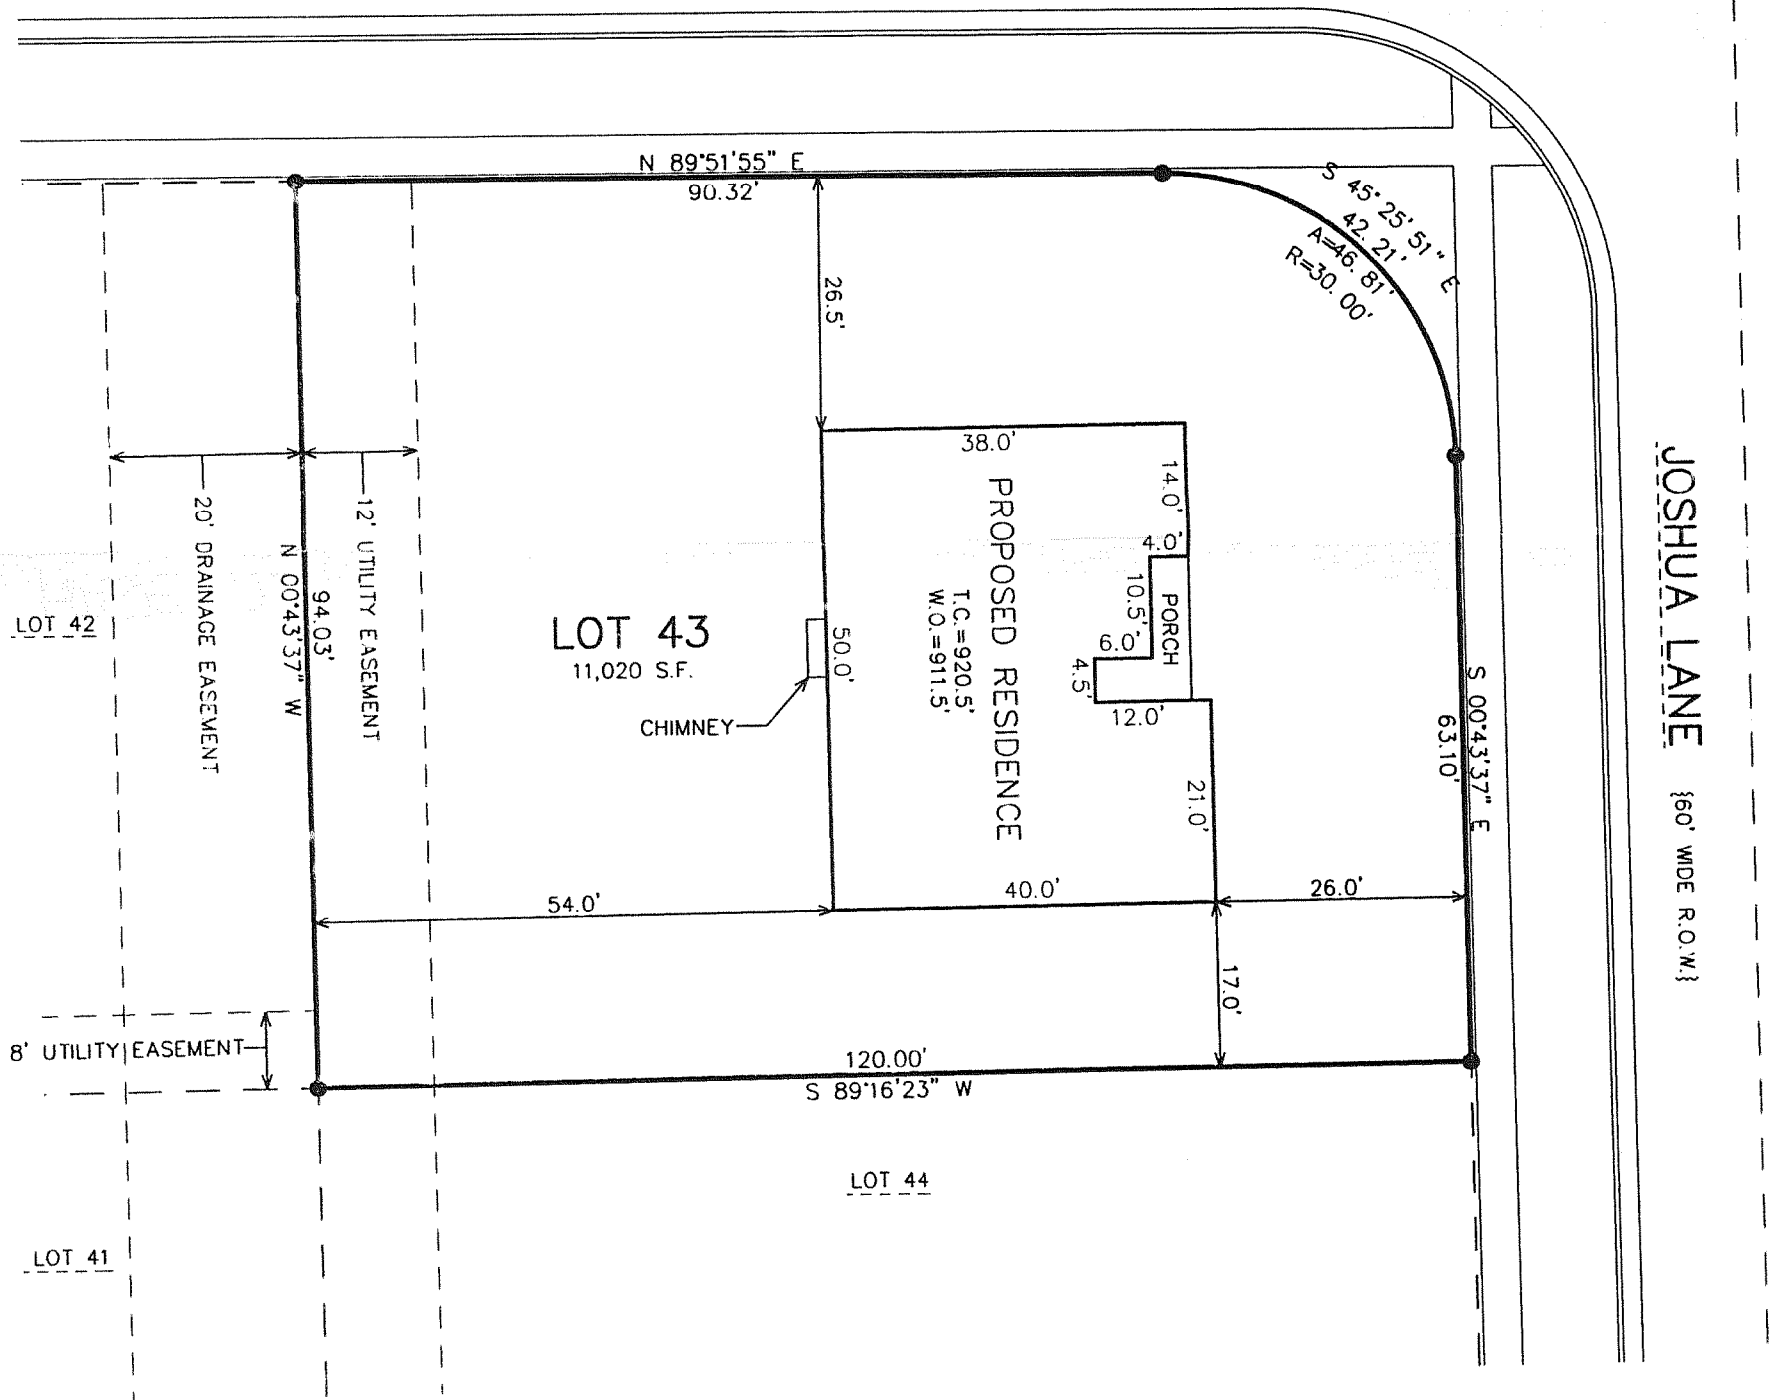 N 89°51'55" E
90.32'
S 45°25'51" E
42.21'
A=46.81'
R=30.00'
26.5'
38.0'
14.0'
4.0'
10.5'
PORCH
6.0'
4.5'
12.0'
21.0'
PROPOSED RESIDENCE
T.C.=920.5'
W.O.=911.5'
LOT 43
11,020 S.F.
50.0'
CHIMNEY
12' UTILITY EASEMENT
94.03'
N 00°43'37" W
20' DRAINAGE EASEMENT
LOT 42
JOSHUA LANE {60' WIDE R.O.W.}
S 00°43'37" E
63.10'
54.0'
40.0'
26.0'
17.0'
8' UTILITY EASEMENT
120.00'
S 89°16'23" W
LOT 44
LOT 41